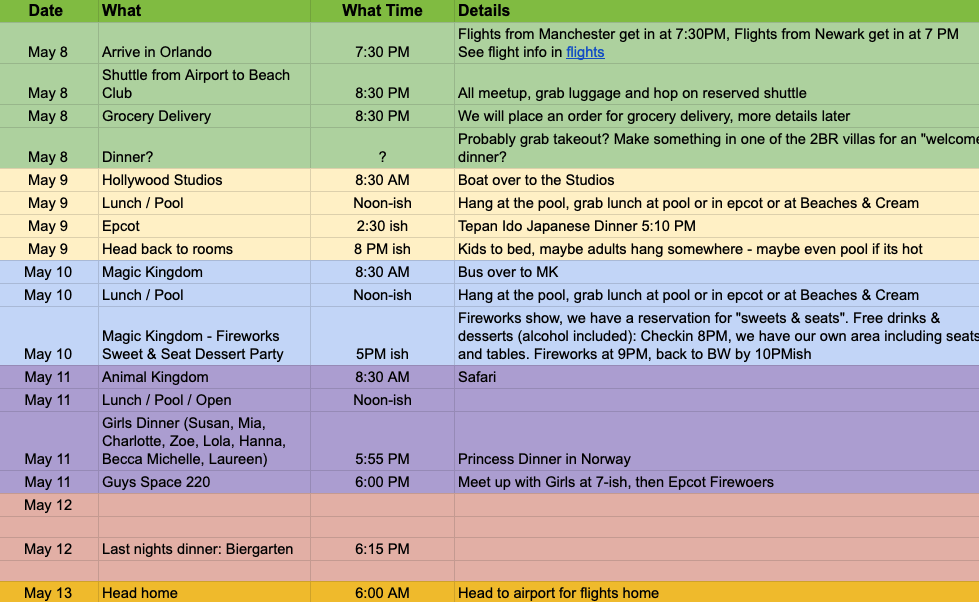 Date What What Time Details
Flights from Manchester get in at 7:30PM, Flights from Newark get in at 7 PM
May 8 Arrive in Orlando 7:30 PM See flight info in flights
Shuttle from Airport to Beach
May 8 Club 8:30 PM All meetup, grab luggage and hop on reserved shuttle
May 8 Grocery Delivery 8:30 PM We will place an order for grocery delivery, more details later
Probably grab takeout? Make something in one of the 2BR villas for an "welcome
May 8 Dinner? ? dinner?
May 9 Hollywood Studios 8:30 AM Boat over to the Studios
May 9 Lunch / Pool Noon-ish Hang at the pool, grab lunch at pool or in epcot or at Beaches & Cream
May 9 Epcot 2:30 ish Tepan Ido Japanese Dinner 5:10 PM
May 9 Head back to rooms 8 PM ish Kids to bed, maybe adults hang somewhere - maybe even pool if its hot
May 10 Magic Kingdom 8:30 AM Bus over to MK
May 10 Lunch / Pool Noon-ish Hang at the pool, grab lunch at pool or in epcot or at Beaches & Cream
Fireworks show, we have a reservation for "sweets & seats". Free drinks &
Magic Kingdom - Fireworks desserts (alcohol included): Checkin 8PM, we have our own area including seats
May 10 Sweet & Seat Dessert Party 5PM ish and tables. Fireworks at 9PM, back to BW by 10PMish
May 11 Animal Kingdom 8:30 AM Safari
May 11 Lunch / Pool / Open Noon-ish
Girls Dinner (Susan, Mia,
Charlotte, Zoe, Lola, Hanna,
May 11 Becca Michelle, Laureen) 5:55 PM Princess Dinner in Norway
May 11 Guys Space 220 6:00 PM Meet up with Girls at 7-ish, then Epcot Firewoers
May 12
May 12 Last nights dinner: Biergarten 6:15 PM
May 13 Head home 6:00 AM Head to airport for flights home